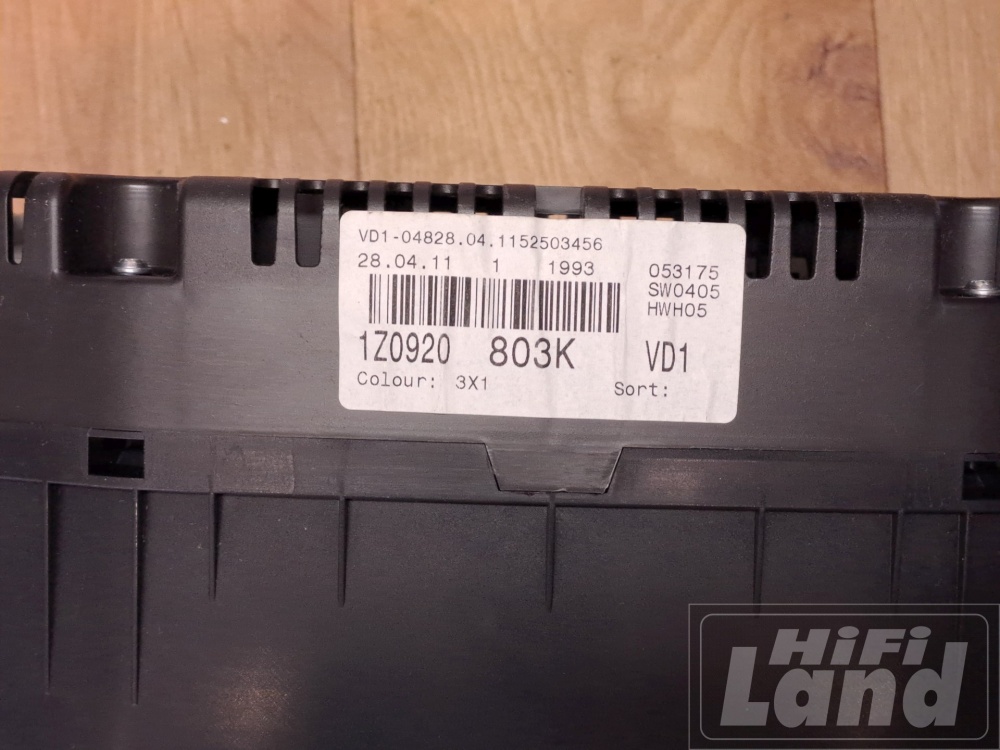 VD1-04828.04.1152503456
28.04.11 1 1993 053175
SW0405
HWH05
1Z0920 803K VD1
Colour: 3X1 Sort:
HiFi
Land